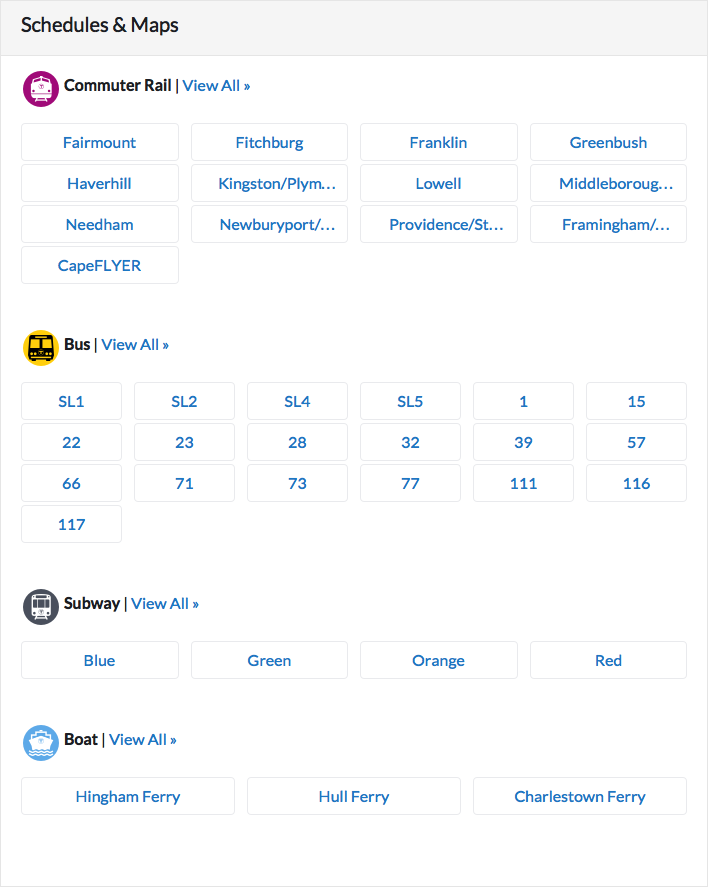 Schedules & Maps
Commuter Rail | View All »
Fairmount Fitchburg Franklin Greenbush
Haverhill Kingston/Plym... Lowell Middleboroug...
Needham Newburyport/... Providence/St... Framingham/...
CapeFLYER
Bus | View All »
SL1 SL2 SL4 SL5 1 15
22 23 28 32 39 57
66 71 73 77 111 116
117
Subway | View All »
Blue Green Orange Red
Boat | View All »
Hingham Ferry Hull Ferry Charlestown Ferry